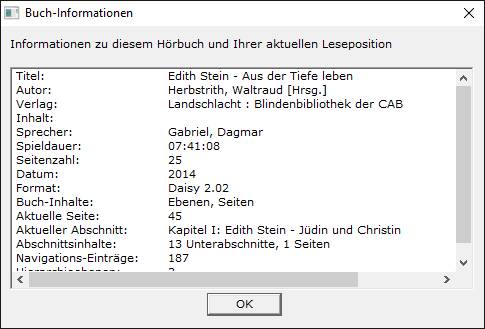 Buch-Informationen
Informationen zu diesem Hörbuch und Ihrer aktuellen Leseposition
Titel: Edith Stein - Aus der Tiefe leben
Autor: Herbstrith, Waltraud [Hrsg.]
Verlag: Landschlacht : Blindenbibliothek der CAB
Inhalt:
Sprecher: Gabriel, Dagmar
Spieldauer: 07:41:08
Seitenzahl: 25
Datum: 2014
Format: Daisy 2.02
Buch-Inhalte: Ebenen, Seiten
Aktuelle Seite: 45
Aktueller Abschnitt: Kapitel I: Edith Stein - Jüdin und Christin
Abschnittsinhalte: 13 Unterabschnitte, 1 Seiten
Navigations-Einträge: 187
OK